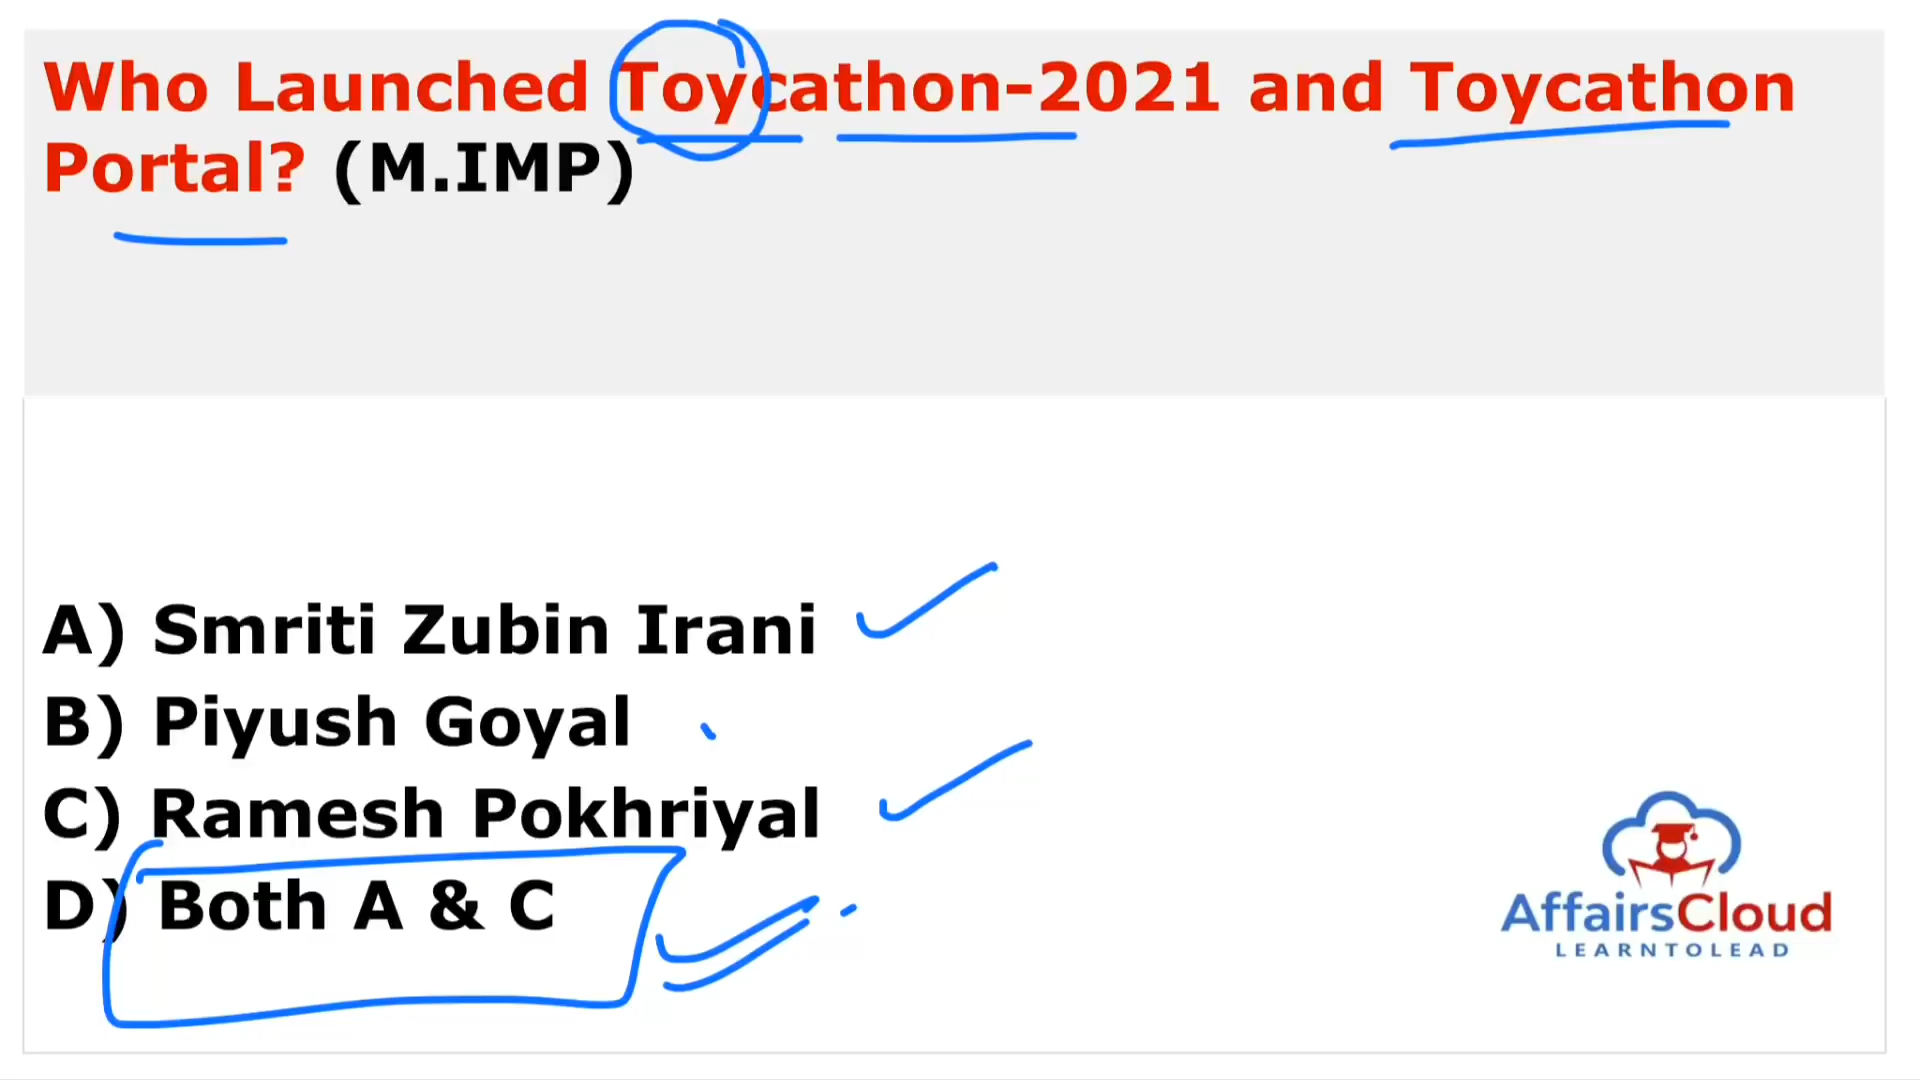 Who Launched Toycathon-2021 and Toycathon
Portal? (M.IMP)
A) Smriti Zubin Irani
B) Piyush Goyal
C) Ramesh Pokhriyal
D) Both A & C
AffairsCloud
LEARNTOLEAD